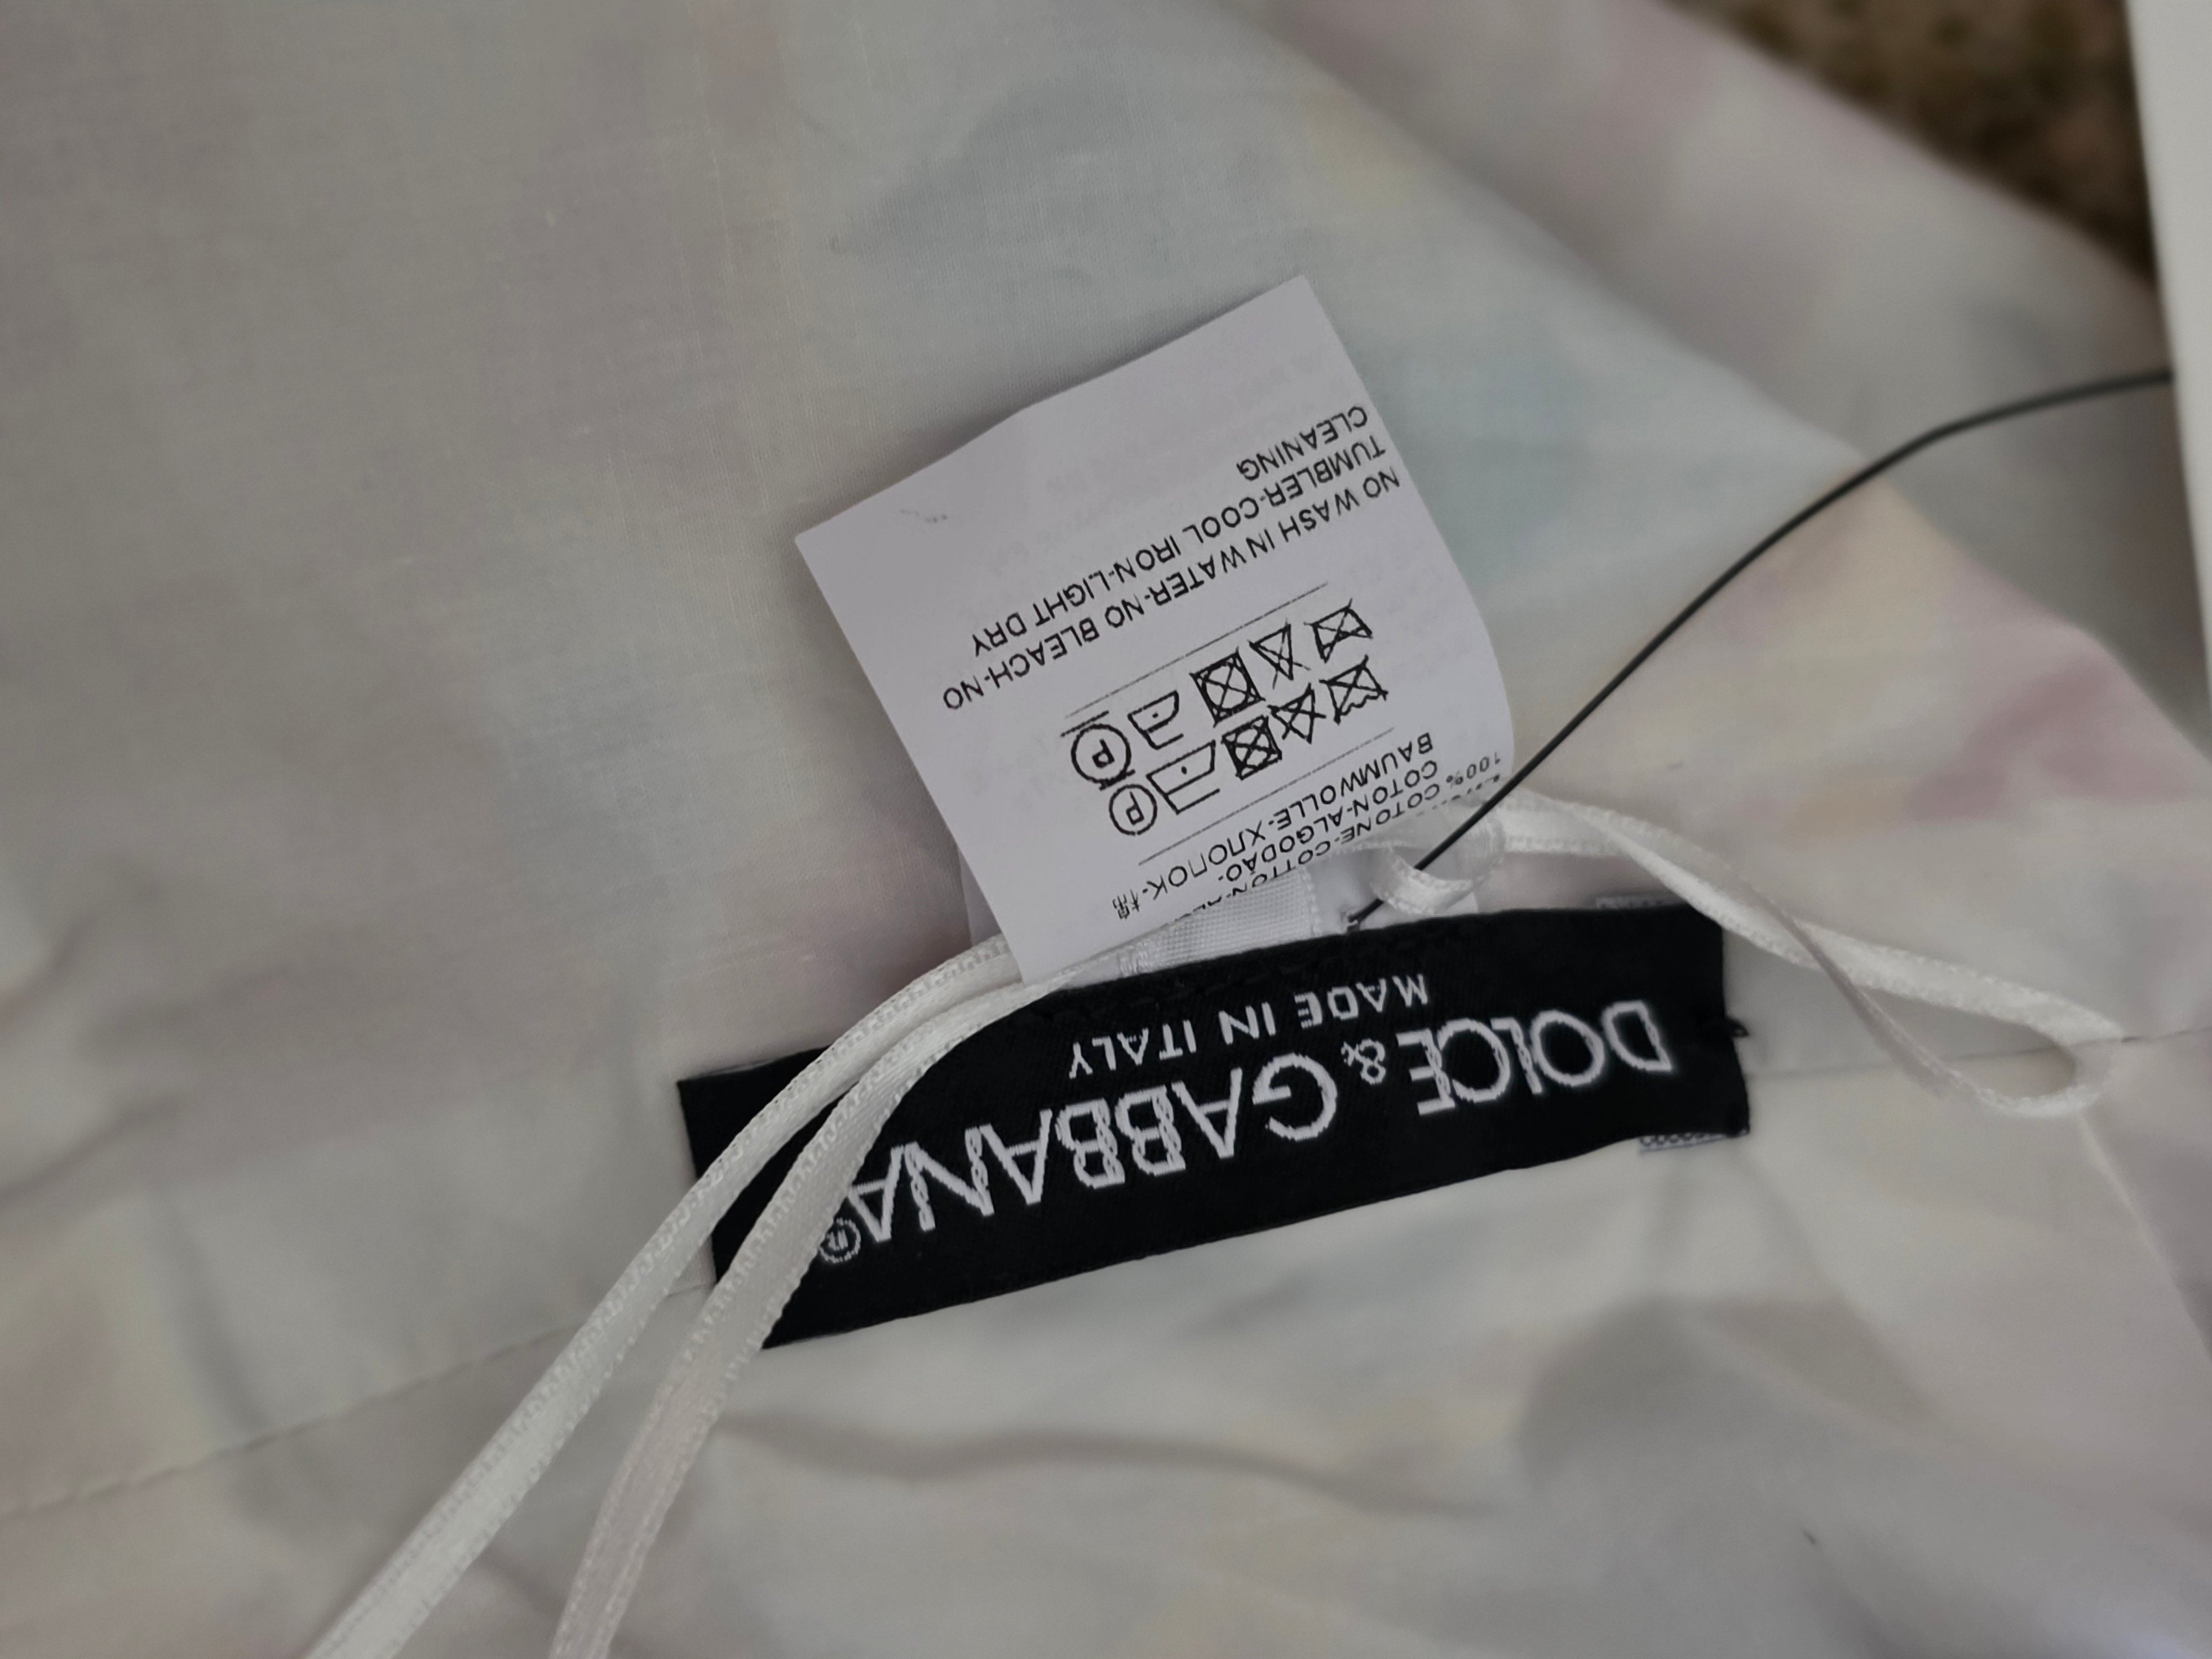 DOLCE & GABBANA®
MADE IN ITALY
100%
COTONE-COTTON-
COTON-ALGODÃO-
BAUMWOLLE-ХЛОПОК-棉
P
P
NO WASH IN WATER-NO BLEACH-NO
TUMBLER-COOL IRON-LIGHT DRY
CLEANING